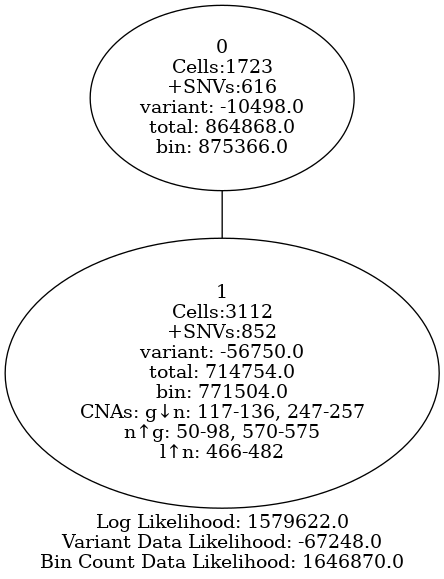 0
Cells:1723
+SNVs:616
variant: -10498.0
total: 864868.0
bin: 875366.0
1
Cells:3112
+SNVs:852
variant: -56750.0
total: 714754.0
bin: 771504.0
CNAs: g↓n: 117-136, 247-257
n↑g: 50-98, 570-575
l↑n: 466-482
Log Likelihood: 1579622.0
Variant Data Likelihood: -67248.0
Bin Count Data Likelihood: 1646870.0